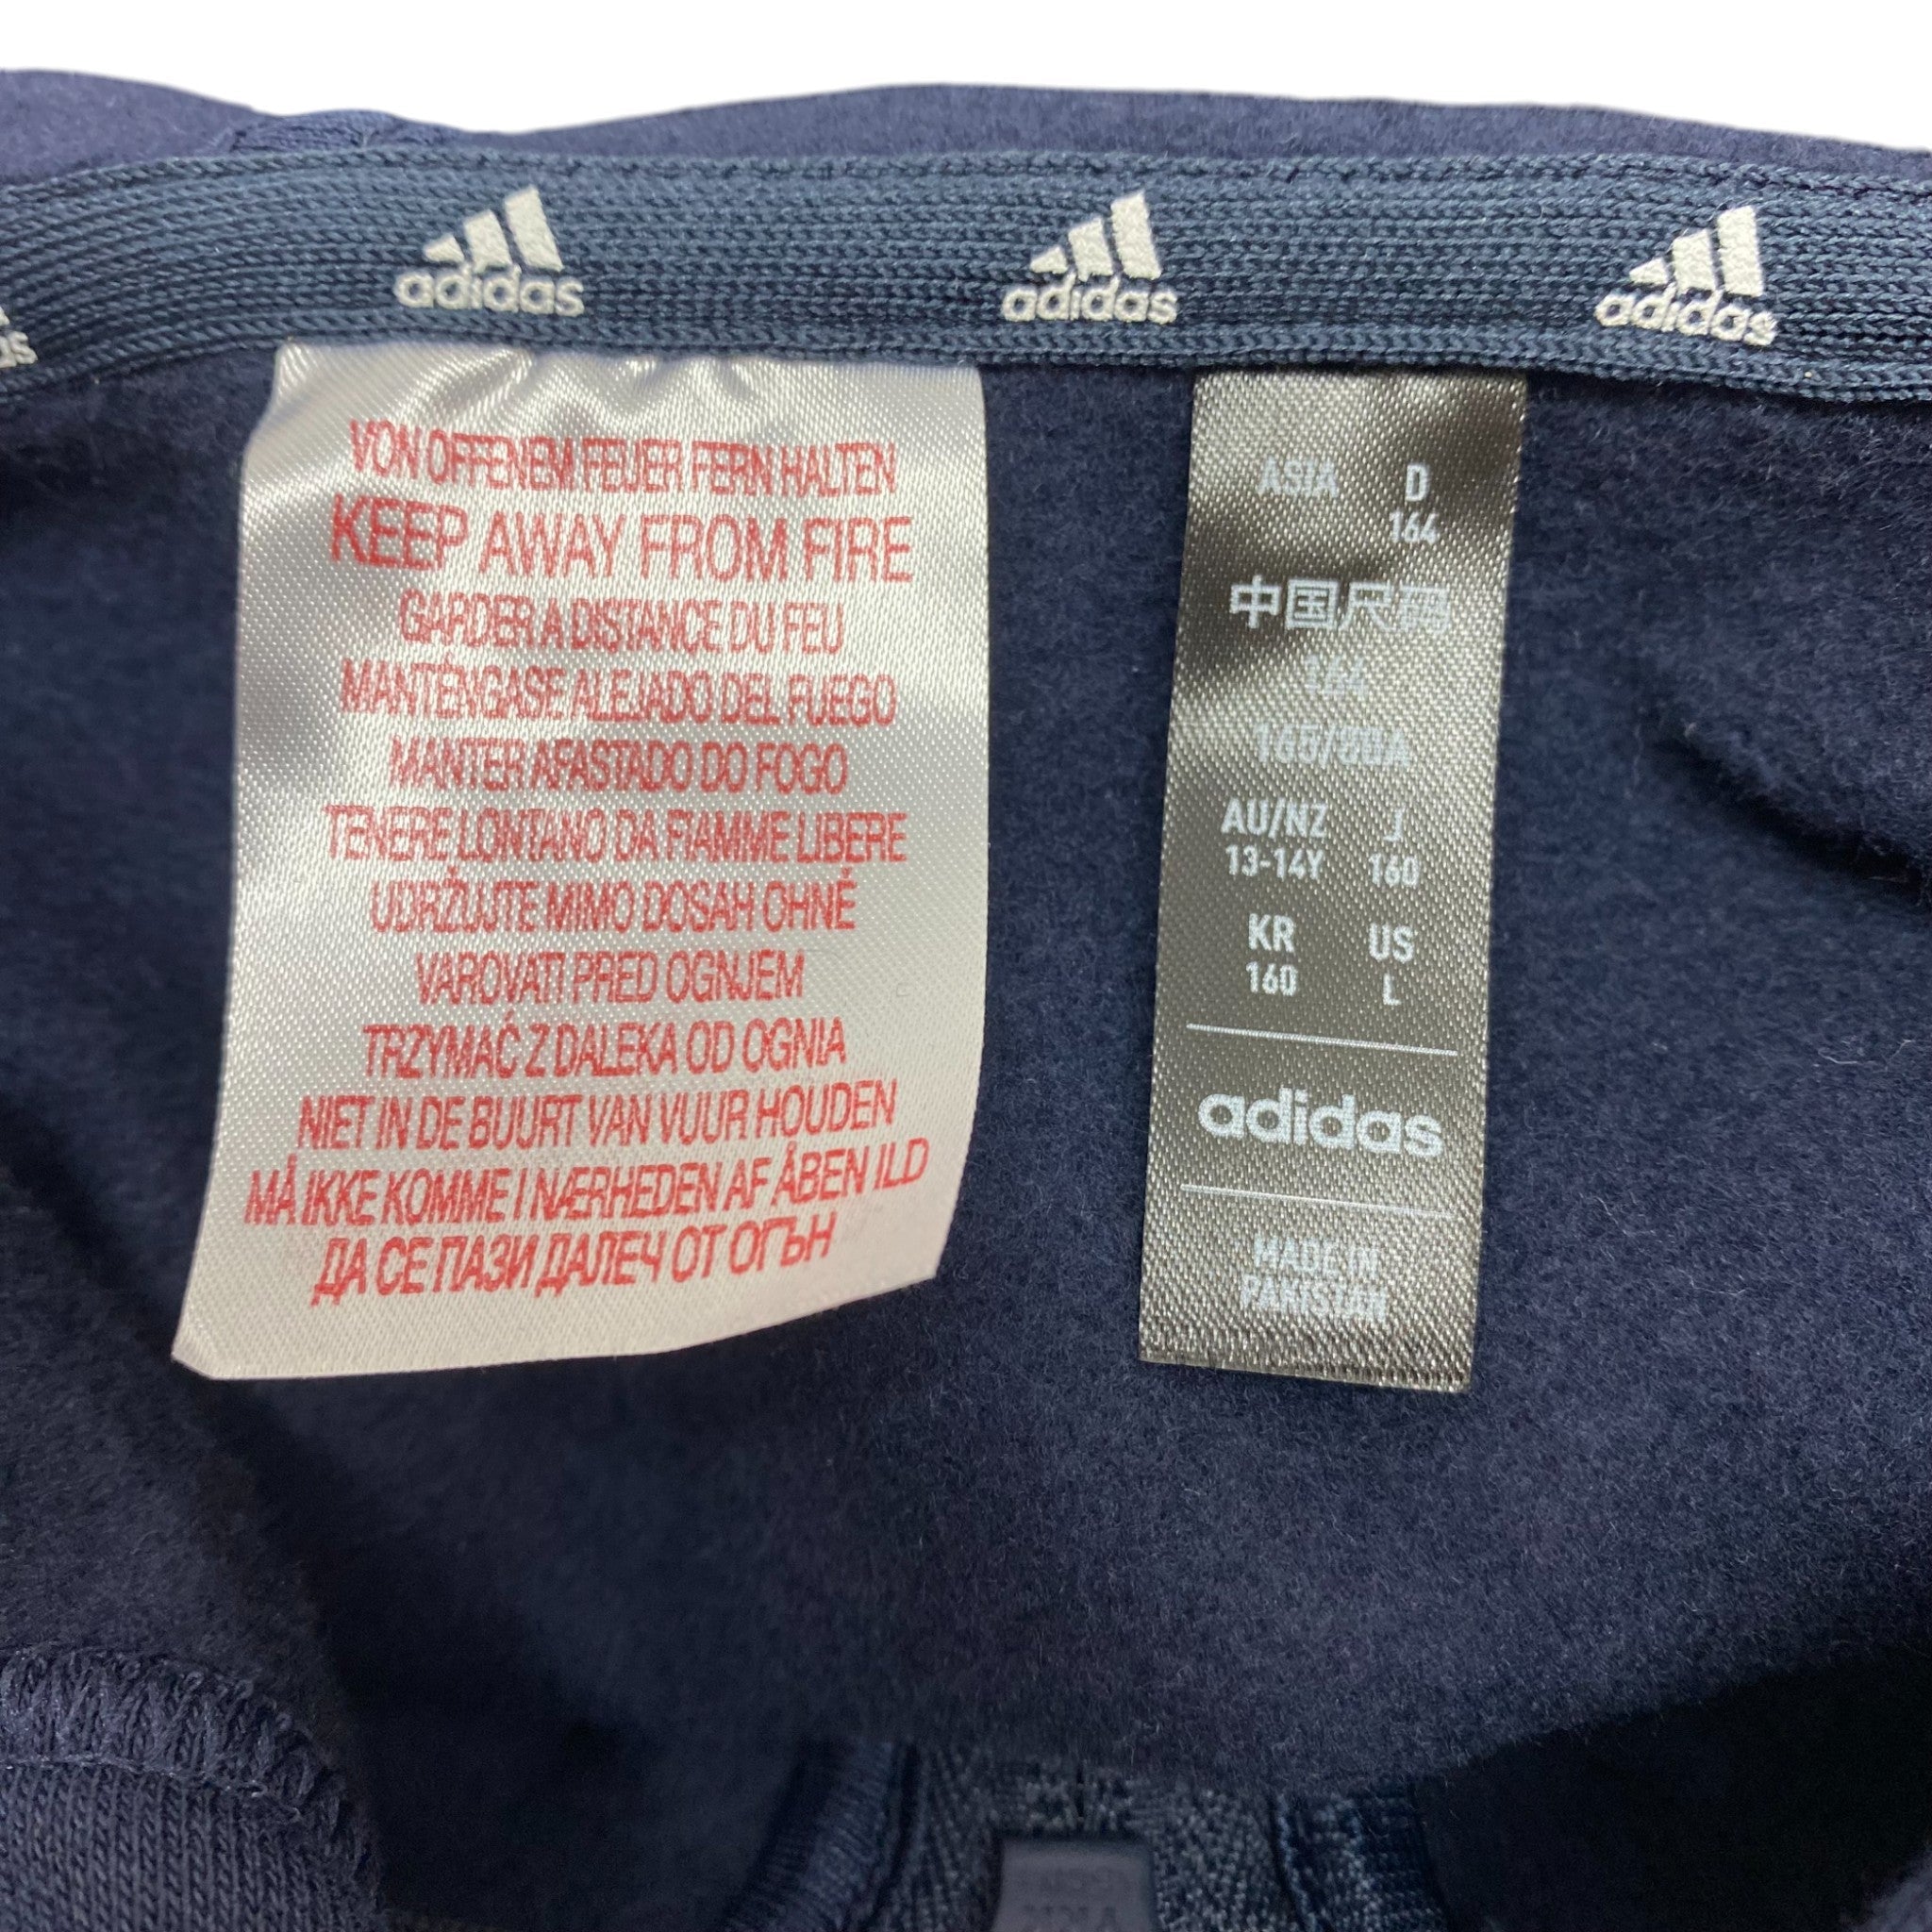 adidas
adidas
adidas
VON OFFENEM FEUER FERN HALTEN
KEEP AWAY FROM FIRE
GARDER A DISTANCE DU FEU
MANTÉNGASE ALEJADO DEL FUEGO
MANTER AFASTADO DO FOGO
TENERE LONTANO DA FIAMME LIBERE
UDRŽUJTE MIMO DOSAH OHNĚ
VAROVATI PRED OGNJEM
TRZYMAĆ Z DALEKA OD OGNIA
NIET IN DE BUURT VAN VUUR HOUDEN
MÅ IKKE KOMME I NÆRHEDEN AF ÅBEN ILD
ДА СЕ ПАЗИ ДАЛЕЧ ОТ ОГЪН
ASIA D
164
中国尺码
164
165/80A
AU/NZ J
13-14Y 160
KR US
160 L
adidas
MADE IN
PAKISTAN